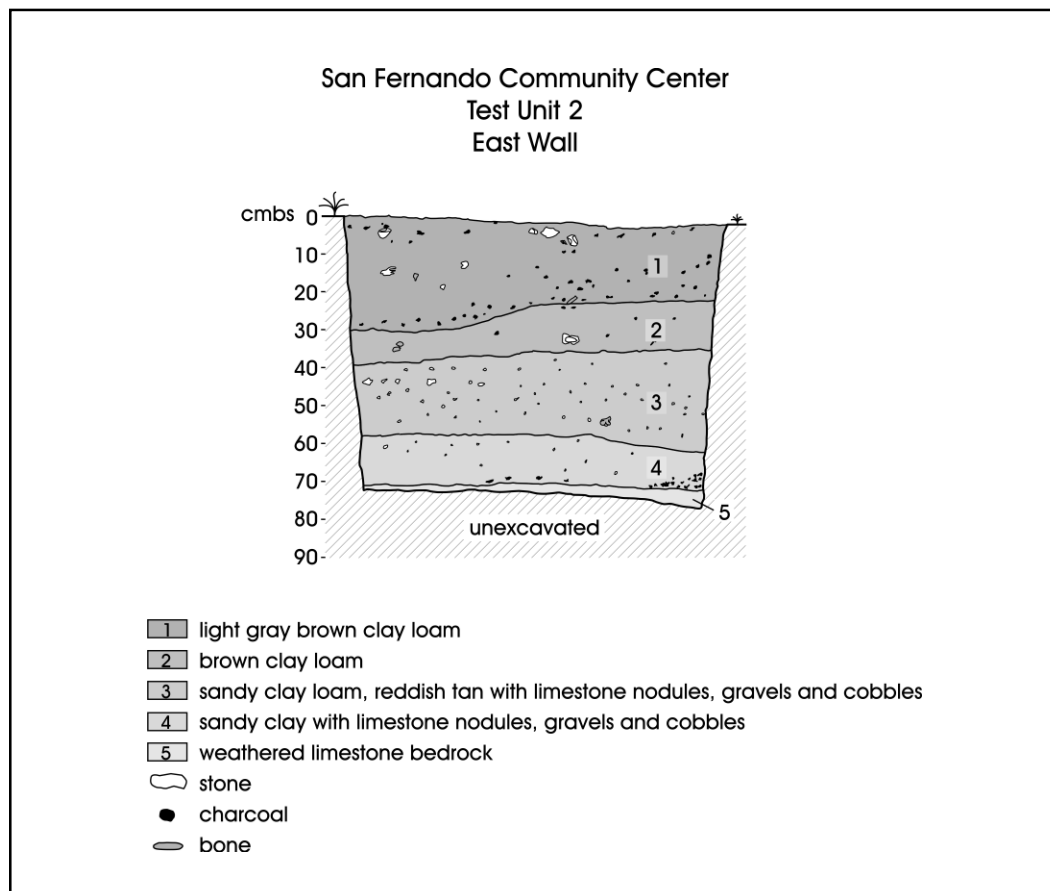 San Fernando Community Center
Test Unit 2
East Wall
cmbs 0
10
20
30
40
50
60
70
80
90
1
2
3
4
5
unexcavated
1 light gray brown clay loam
2 brown clay loam
3 sandy clay loam, reddish tan with limestone nodules, gravels and cobbles
4 sandy clay with limestone nodules, gravels and cobbles
5 weathered limestone bedrock
stone
charcoal
bone